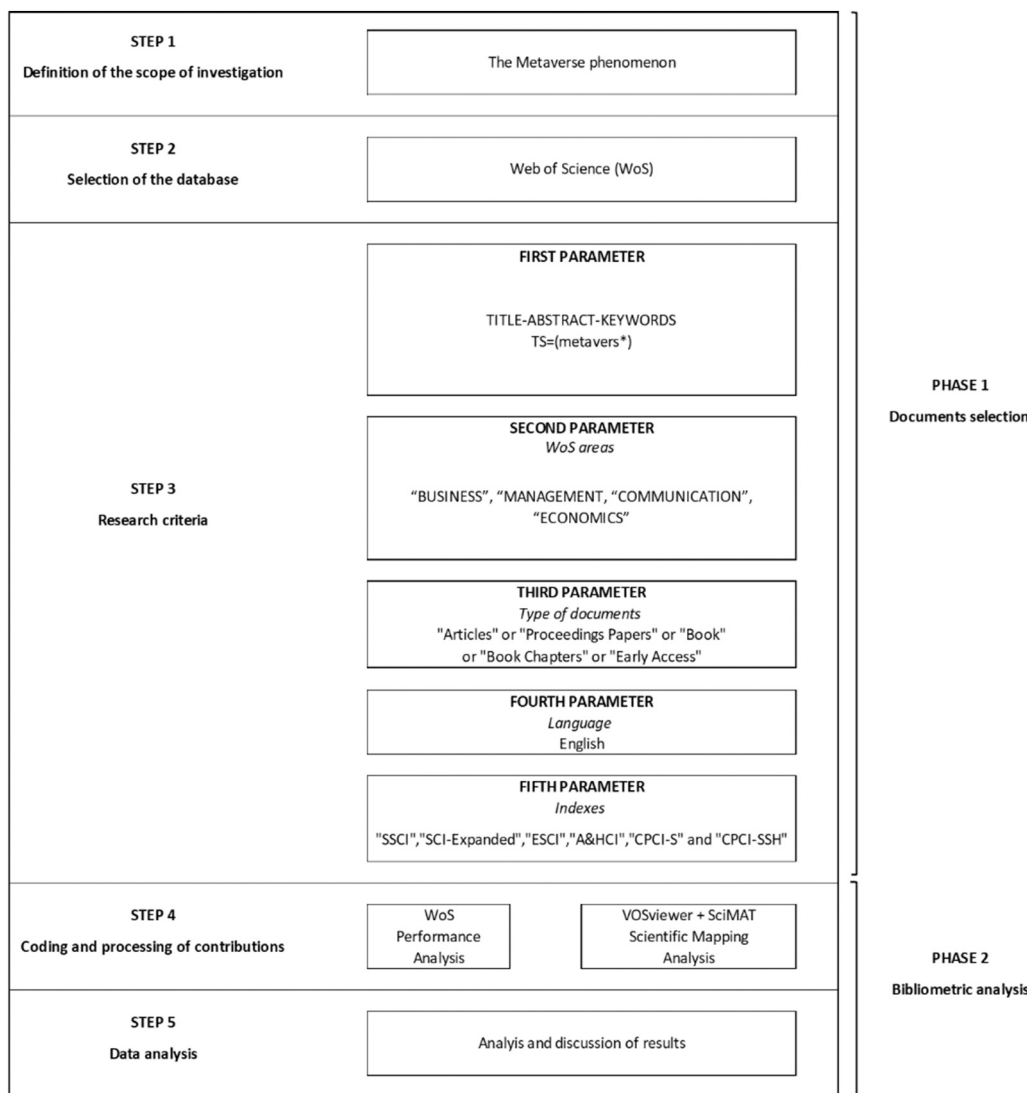 STEP 1
Definition of the scope of investigation
The Metaverse phenomenon
STEP 2
Selection of the database
Web of Science (WoS)
STEP 3
Research criteria
FIRST PARAMETER
TITLE-ABSTRACT-KEYWORDS
TS=(metavers*)
SECOND PARAMETER
WoS areas
“BUSINESS”, “MANAGEMENT, “COMMUNICATION”,
“ECONOMICS”
THIRD PARAMETER
Type of documents
"Articles" or "Proceedings Papers" or "Book"
or "Book Chapters" or "Early Access"
FOURTH PARAMETER
Language
English
FIFTH PARAMETER
Indexes
"SSCI","SCI-Expanded","ESCI","A&HCI","CPCI-S" and "CPCI-SSH"
PHASE 1
Documents selection
STEP 4
Coding and processing of contributions
WoS
Performance
Analysis
VOSviewer + SciMAT
Scientific Mapping
Analysis
STEP 5
Data analysis
Analyis and discussion of results
PHASE 2
Bibliometric analysis